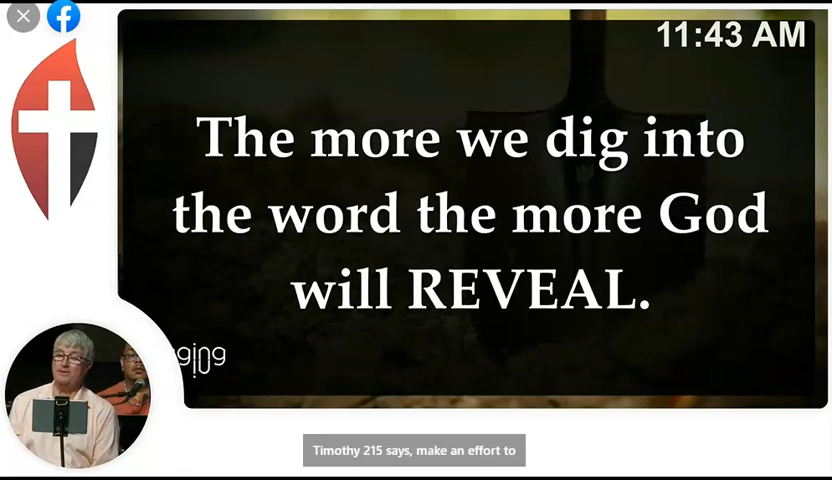 11:43 AM
The more we dig into
the word the more God
will REVEAL.
Timothy 215 says, make an effort to